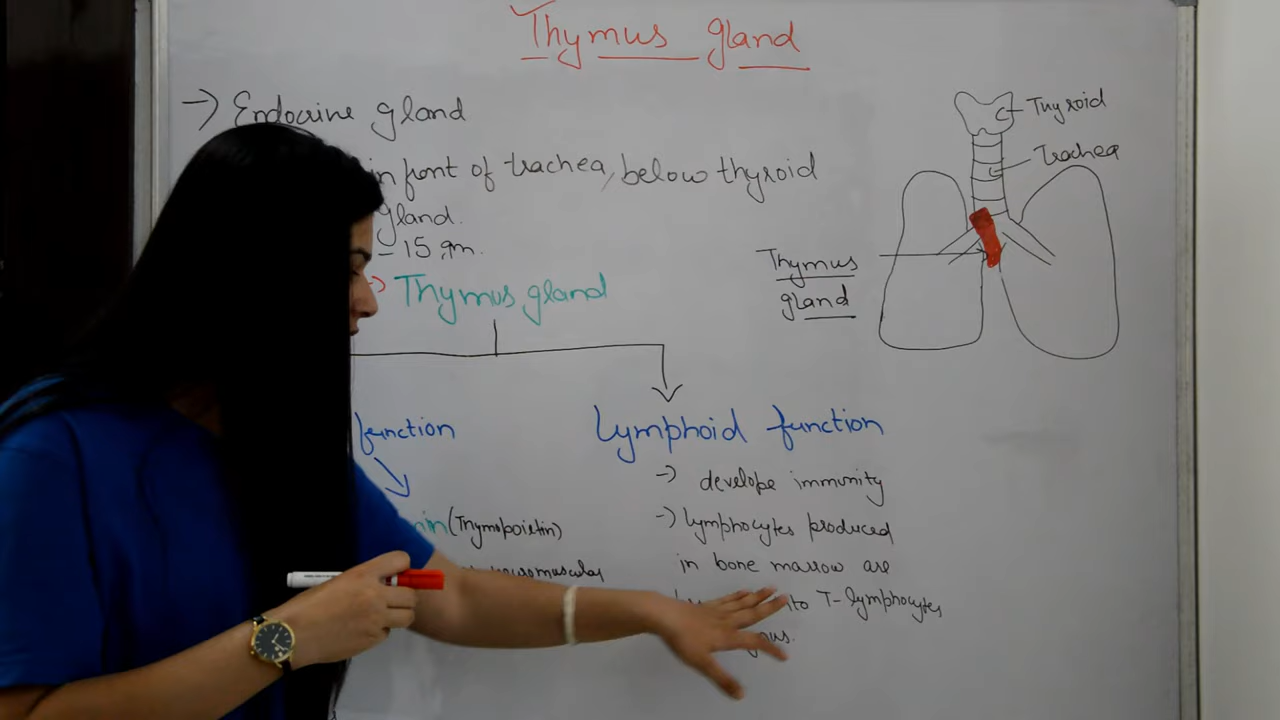 Thymus gland
-> Endocrine gland
in front of trachea, below thyroid
gland.
- 15 gm.
-> Thymus gland
function
Lymphoid function
(Thymopoietin)
-> develope immunity
-> lymphocytes produced
in bone marrow are
T-lymphocytes
Thyroid
Trachea
Thymus
gland